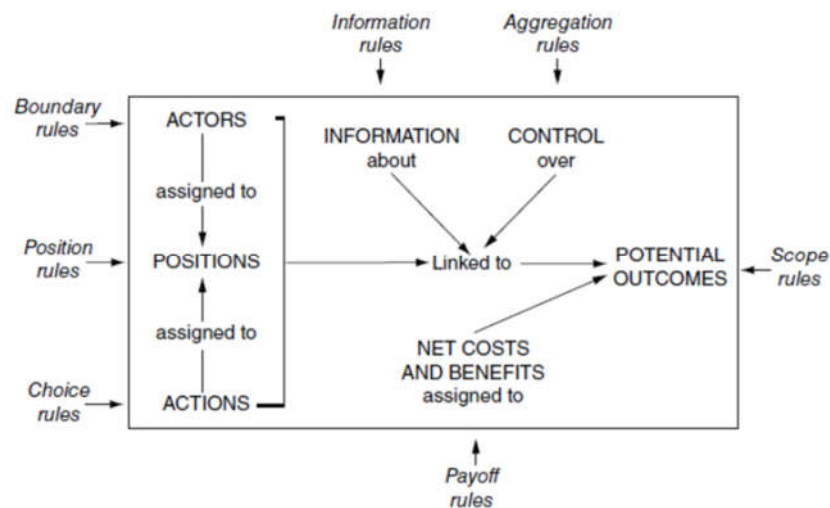 Information
rules
Aggregation
rules
Boundary
rules
ACTORS
INFORMATION
about
CONTROL
over
assigned to
Position
rules
POSITIONS
Linked to
POTENTIAL
OUTCOMES
Scope
rules
assigned to
NET COSTS
AND BENEFITS
assigned to
Choice
rules
ACTIONS
Payoff
rules